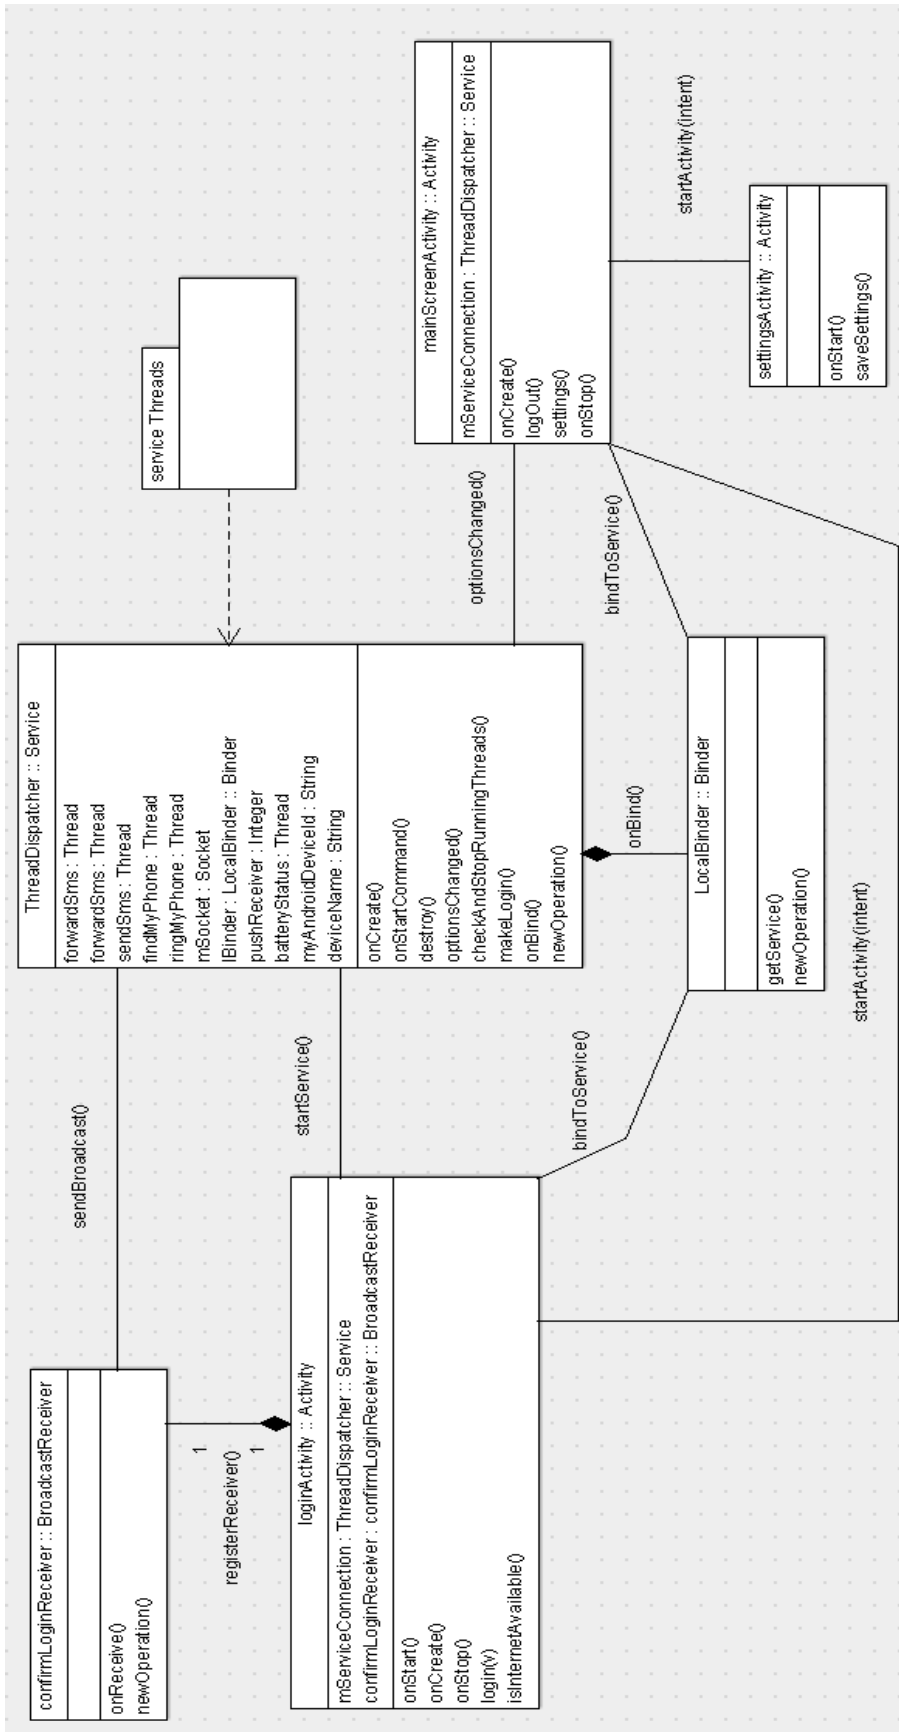 confirmLoginReceiver :: BroadcastReceiver
onReceive()
newOperation()
sendBroadcast()
1
registerReceiver()
1
loginActivity :: Activity
mServiceConnection : ThreadDispatcher :: Service
confirmLoginReceiver : confirmLoginReceiver :: BroadcastReceiver
onStart()
onCreate()
onStop()
login(v)
isInternetAvailable()
startService()
bindToService()
ThreadDispatcher :: Service
forwardSms : Thread
forwardSms : Thread
sendSms : Thread
findMyPhone : Thread
ringMyPhone : Thread
mSocket : Socket
IBinder : LocalBinder :: Binder
pushReceiver : Integer
batteryStatus : Thread
myAndroidDeviceId : String
deviceName : String
onCreate()
onStartCommand()
destroy()
optionsChanged()
checkAndStopRunningThreads()
makeLogin()
onBind()
newOperation()
onBind()
LocalBinder :: Binder
getService()
newOperation()
startActivity(intent)
service Threads
optionsChanged()
bindToService()
mainScreenActivity :: Activity
mServiceConnection : ThreadDispatcher :: Service
onCreate()
logOut()
settings()
onStop()
startActivity(intent)
settingsActivity :: Activity
onStart()
saveSettings()